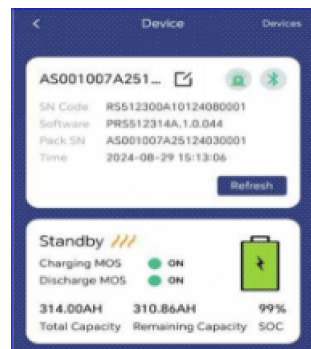 Device
Devices
AS001007A251...
SN Code RS512300A10124080001
Software PRS512314A.1.0.044
Pack SN AS001007A25124030001
Time 2024-08-29 15:13:06
Refresh
Standby
Charging MOS ON
Discharge MOS ON
314.00AH 310.86AH 99%
Total Capacity Remaining Capacity SOC